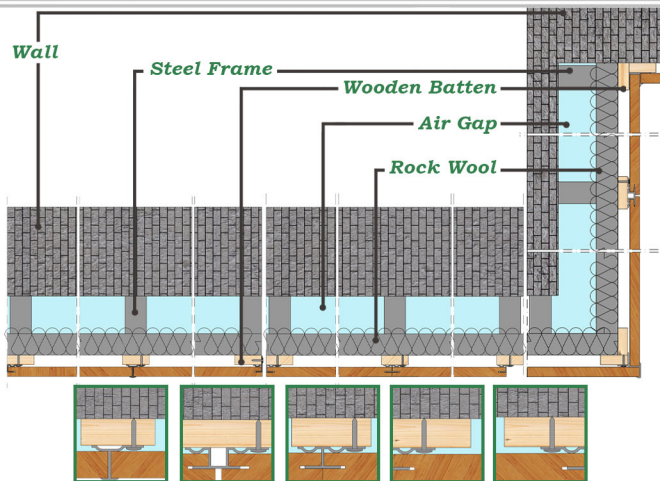 Wall
Steel Frame
Wooden Batten
Air Gap
Rock Wool